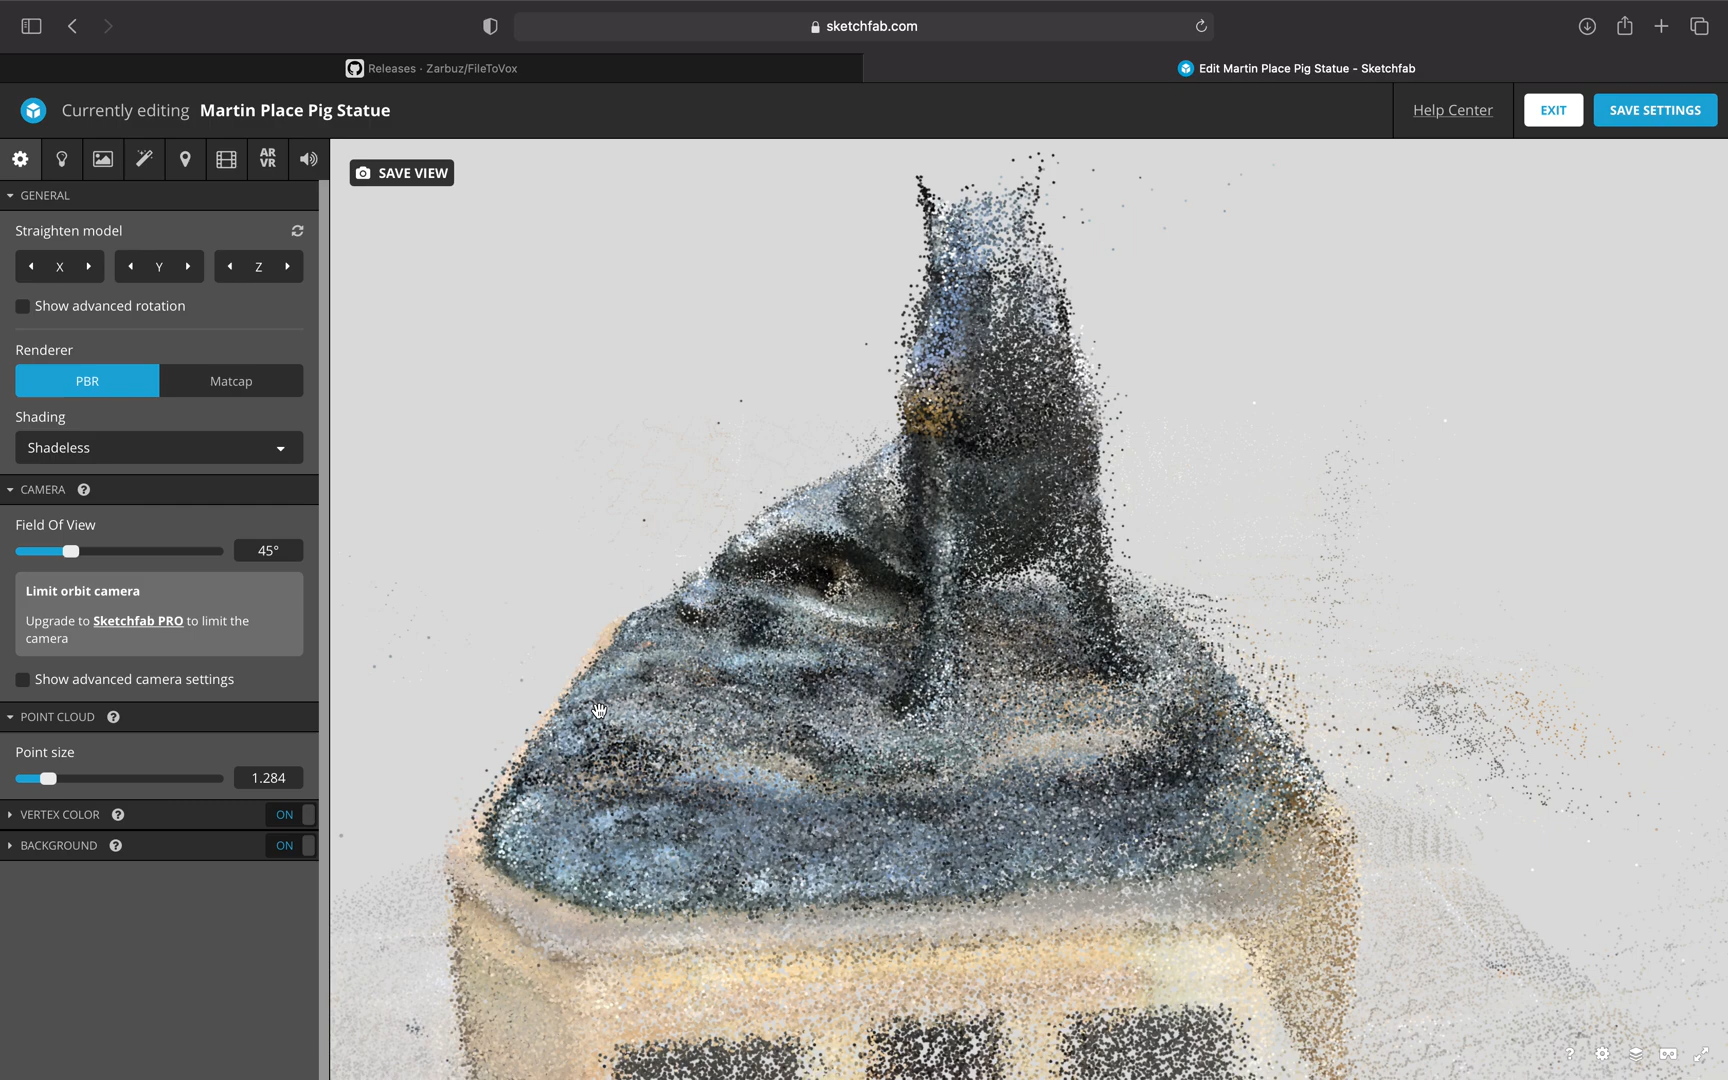 sketchfab.com
Releases · Zarbuz/FileToVox
Edit Martin Place Pig Statue - Sketchfab
Currently editing Martin Place Pig Statue
Help Center
EXIT
SAVE SETTINGS
AR
VR
SAVE VIEW
GENERAL
Straighten model
X Y Z
Show advanced rotation
Renderer
PBR Matcap
Shading
Shadeless
CAMERA ?
Field Of View
45°
Limit orbit camera
Upgrade to Sketchfab PRO to limit the
camera
Show advanced camera settings
POINT CLOUD ?
Point size
1.284
VERTEX COLOR ? ON
BACKGROUND ? ON
?